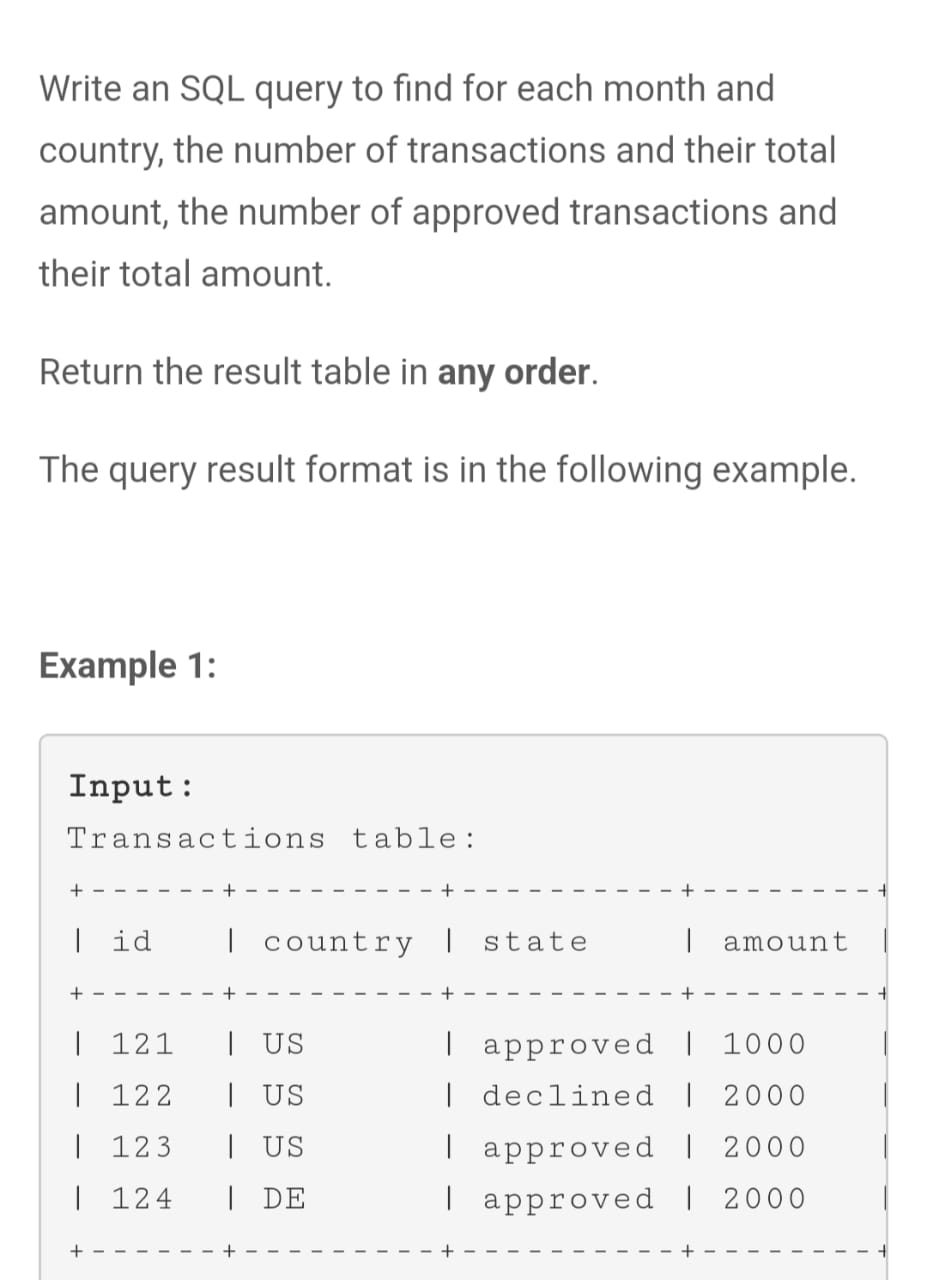 Write an SQL query to find for each month and
country, the number of transactions and their total
amount, the number of approved transactions and
their total amount.
Return the result table in any order.
The query result format is in the following example.
Example 1:
Input:
Transactions table:
+------+---------+----------+--------+
| id   | country | state    | amount |
+------+---------+----------+--------+
| 121  | US      | approved | 1000   |
| 122  | US      | declined | 2000   |
| 123  | US      | approved | 2000   |
| 124  | DE      | approved | 2000   |
+------+---------+----------+--------+